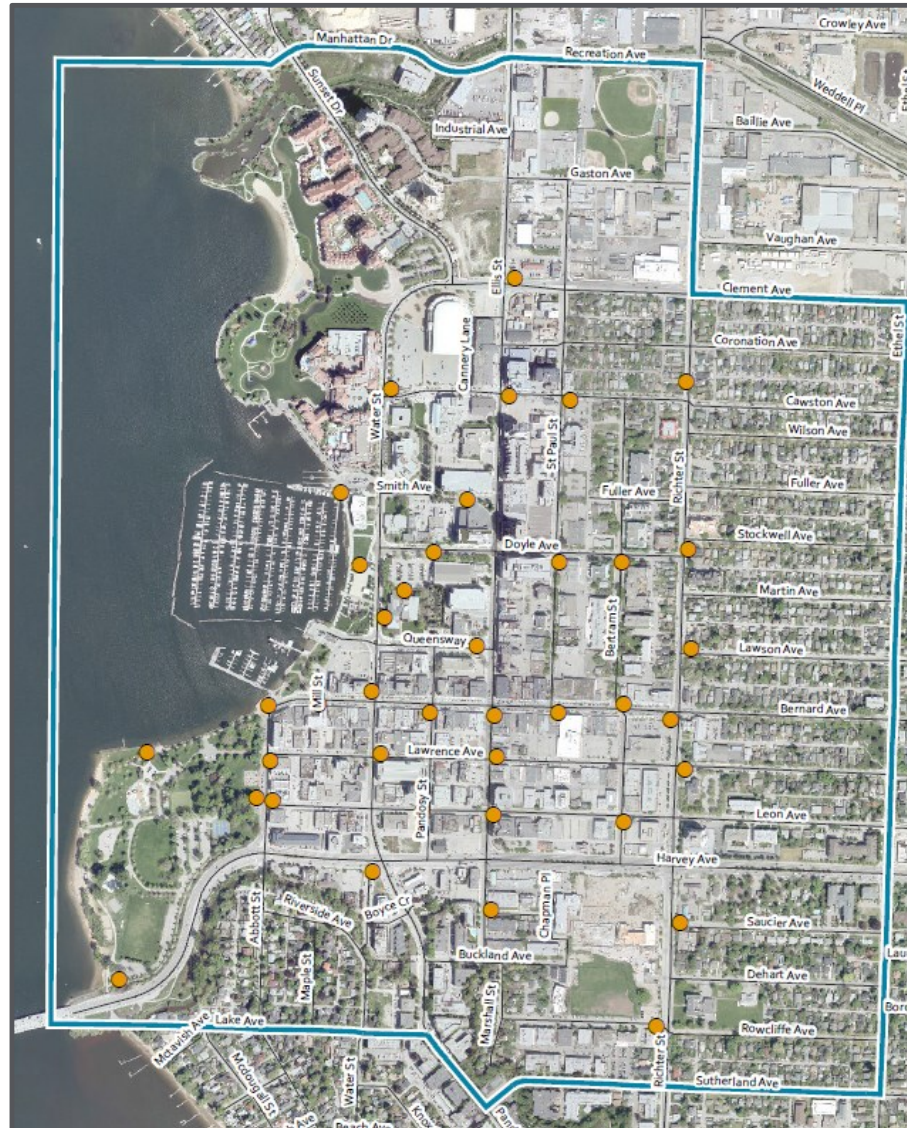 Crowley Ave
Manhattan Dr
Recreation Ave
Sunset Dr
Weddell Pl
Baillie Ave
Industrial Ave
Gaston Ave
Vaughan Ave
Ellis St
Clement Ave
Ethel St
Coronation Ave
Cannery Lane
Water St
Cawston Ave
St Paul St
Wilson Ave
Richter St
Smith Ave
Fuller Ave
Fuller Ave
Stockwell Ave
Doyle Ave
Martin Ave
Bertram St
Queensway
Lawson Ave
Mill St
Bernard Ave
Lawrence Ave
Pandosy St
Leon Ave
Harvey Ave
Abbott St
Riverside Ave
Boyce Cr
Chapman Pl
Saucier Ave
Buckland Ave
Maple St
Dehart Ave
Marshall St
Lake Ave
Mctavish Ave
Rowcliffe Ave
Mcdougall St
Water St
Richter St
Sutherland Ave